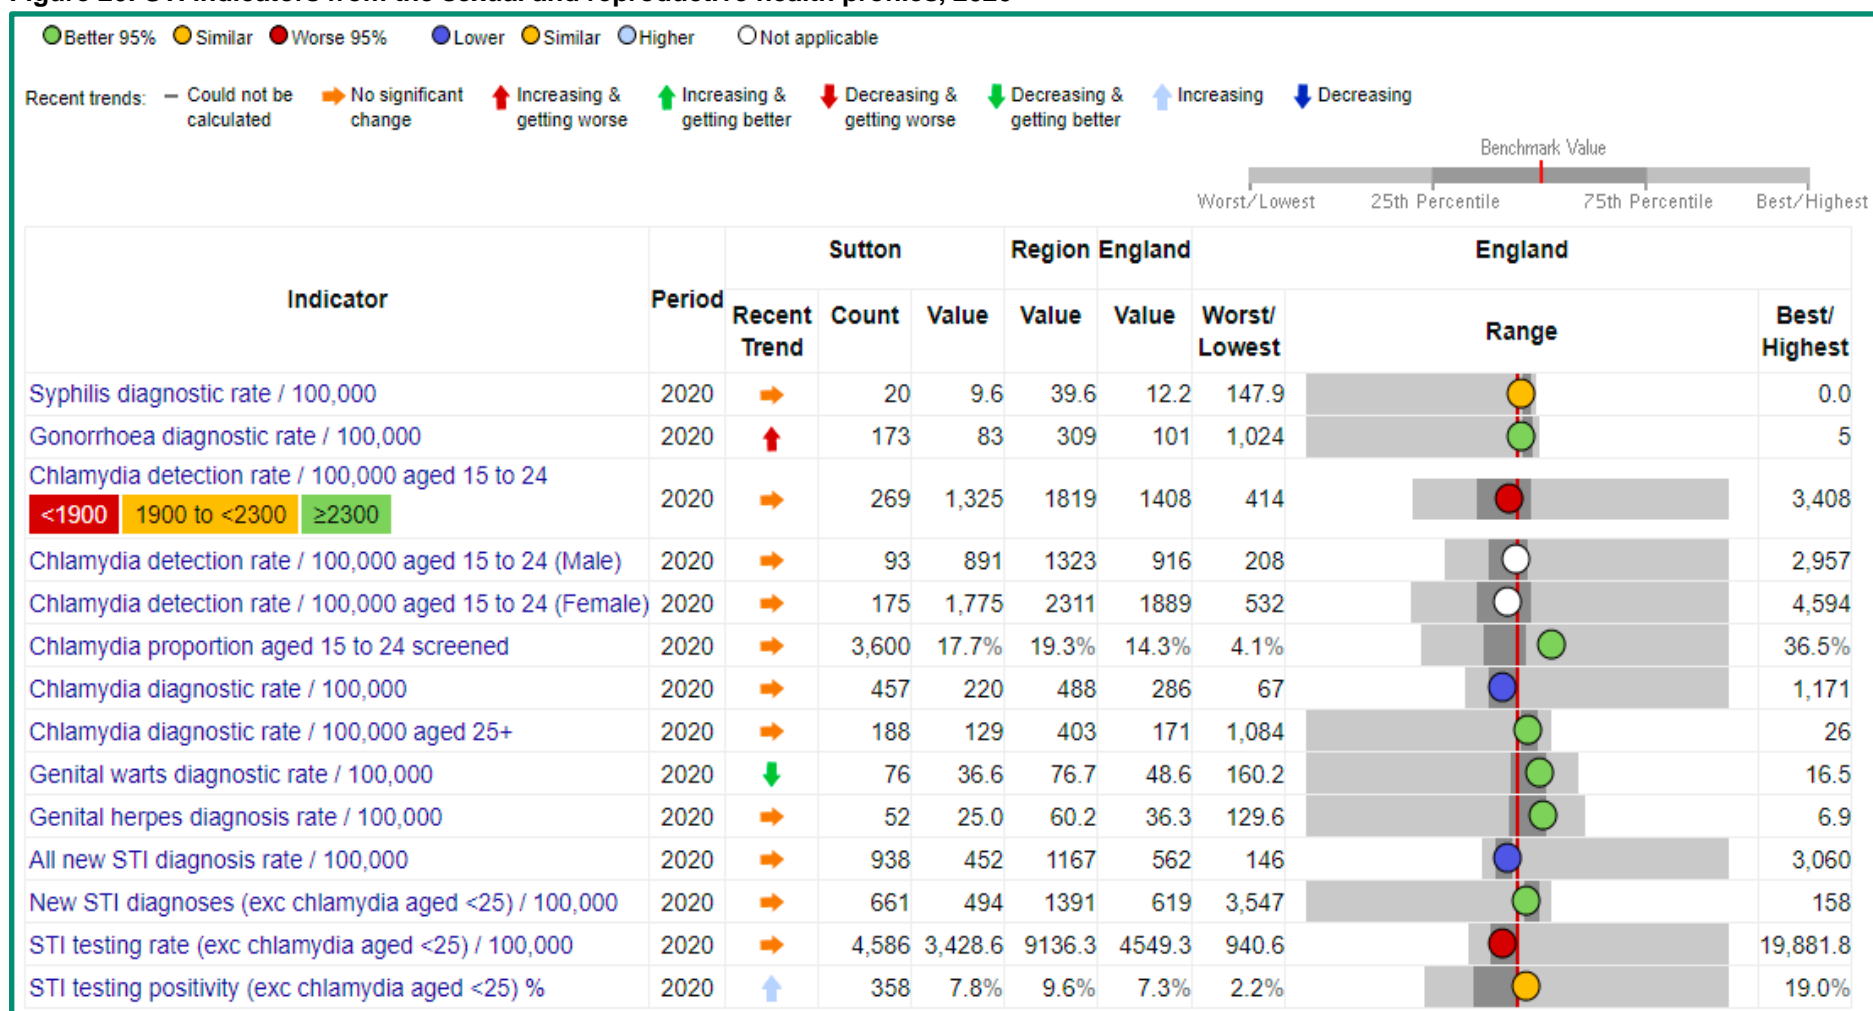 Better 95% Similar Worse 95% Lower Similar Higher Not applicable
Recent trends: – Could not be calculated No significant change Increasing & getting worse Increasing & getting better Decreasing & getting worse Decreasing & getting better Increasing Decreasing
Benchmark Value
Worst/Lowest 25th Percentile 75th Percentile Best/Highest
Sutton Region England England
Indicator Period Recent Trend Count Value Value Value Worst/ Lowest Range Best/ Highest
Syphilis diagnostic rate / 100,000 2020 20 9.6 39.6 12.2 147.9 0.0
Gonorrhoea diagnostic rate / 100,000 2020 173 83 309 101 1,024 5
Chlamydia detection rate / 100,000 aged 15 to 24 2020 269 1,325 1819 1408 414 3,408
<1900 1900 to <2300 ≥2300
Chlamydia detection rate / 100,000 aged 15 to 24 (Male) 2020 93 891 1323 916 208 2,957
Chlamydia detection rate / 100,000 aged 15 to 24 (Female) 2020 175 1,775 2311 1889 532 4,594
Chlamydia proportion aged 15 to 24 screened 2020 3,600 17.7% 19.3% 14.3% 4.1% 36.5%
Chlamydia diagnostic rate / 100,000 2020 457 220 488 286 67 1,171
Chlamydia diagnostic rate / 100,000 aged 25+ 2020 188 129 403 171 1,084 26
Genital warts diagnostic rate / 100,000 2020 76 36.6 76.7 48.6 160.2 16.5
Genital herpes diagnosis rate / 100,000 2020 52 25.0 60.2 36.3 129.6 6.9
All new STI diagnosis rate / 100,000 2020 938 452 1167 562 146 3,060
New STI diagnoses (exc chlamydia aged <25) / 100,000 2020 661 494 1391 619 3,547 158
STI testing rate (exc chlamydia aged <25) / 100,000 2020 4,586 3,428.6 9136.3 4549.3 940.6 19,881.8
STI testing positivity (exc chlamydia aged <25) % 2020 358 7.8% 9.6% 7.3% 2.2% 19.0%